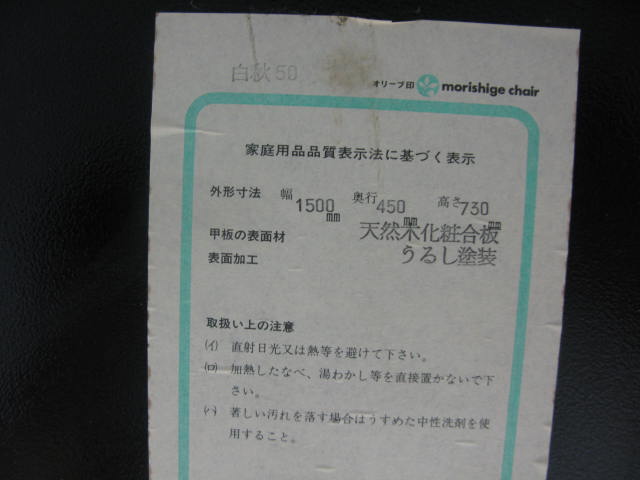 白秋50
オリーブ印 morishige chair
家庭用品品質表示法に基づく表示
外形寸法 幅 1500mm 奥行 450mm 高さ 730mm
甲板の表面材 天然木化粧合板
表面加工 うるし塗装
取扱い上の注意
(イ) 直射日光又は熱等を避けて下さい。
(ロ) 加熱したなべ、湯わかし等を直接置かないで下
さい。
(ハ) 著しい汚れを落す場合はうすめた中性洗剤を使
用すること。